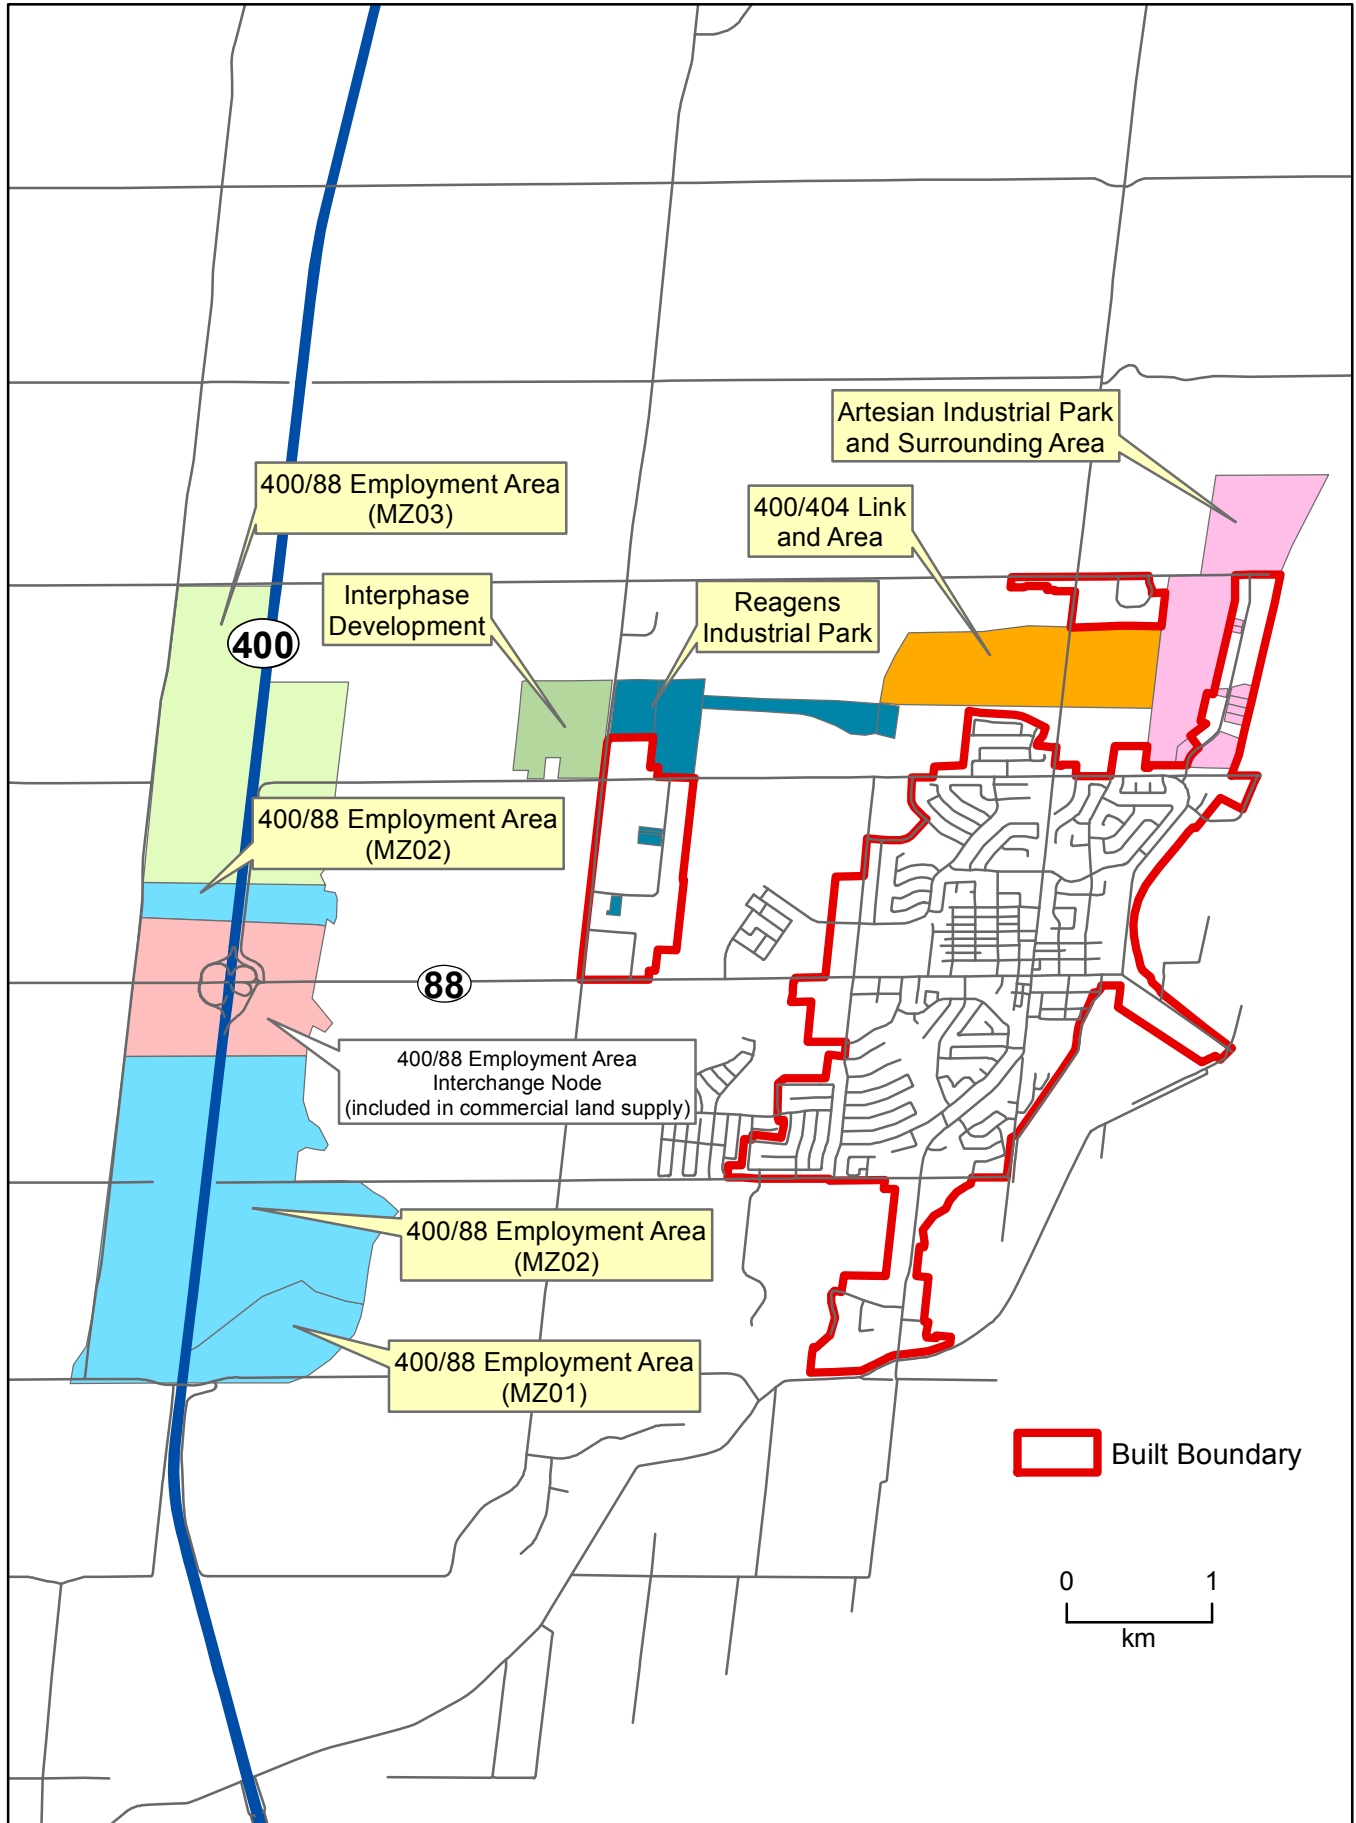 Artesian Industrial Park
and Surrounding Area
400/88 Employment Area
(MZ03)
400/404 Link
and Area
Interphase
Development
Reagens
Industrial Park
400
400/88 Employment Area
(MZ02)
88
400/88 Employment Area
Interchange Node
(included in commercial land supply)
400/88 Employment Area
(MZ02)
400/88 Employment Area
(MZ01)
Built Boundary
0 1
km